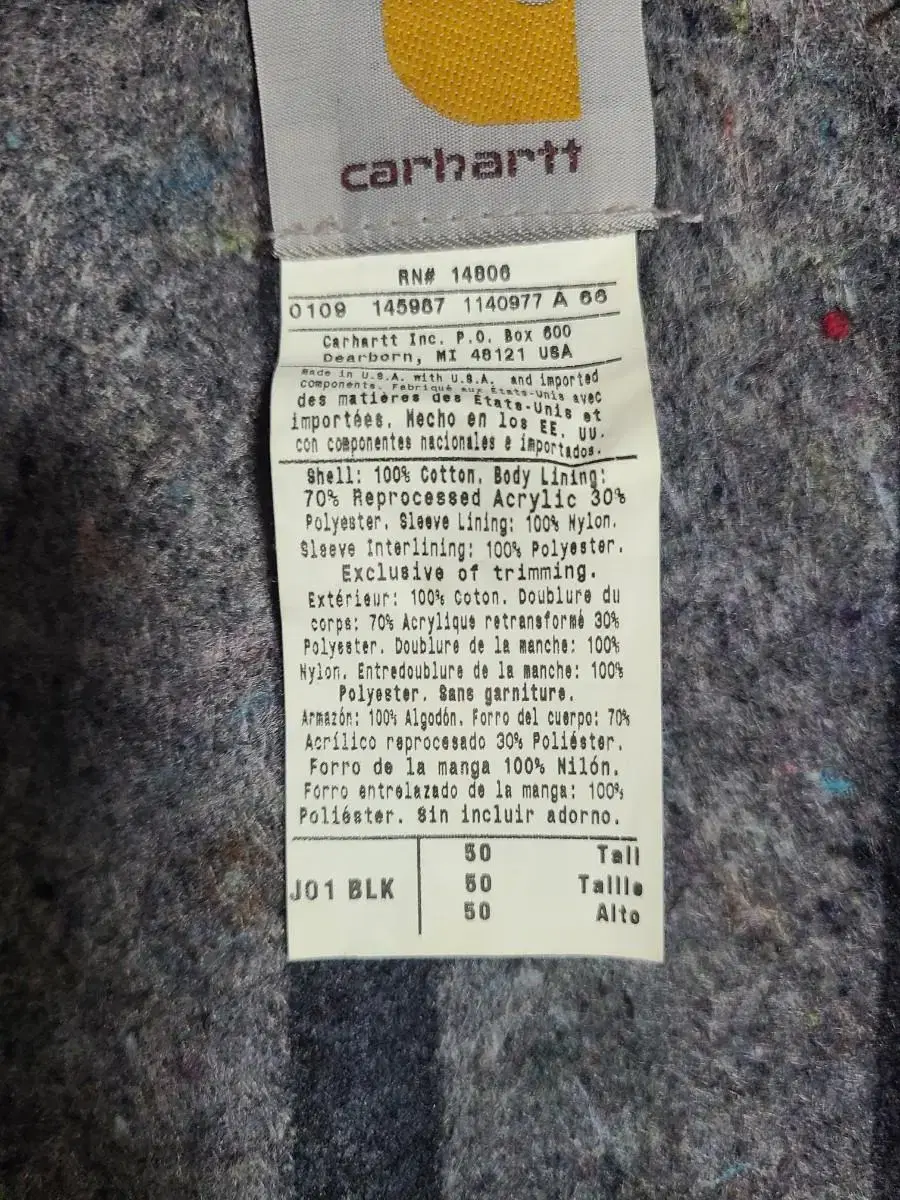 carhartt
RN# 14806
0109 145987 1140977 A 66
Carhartt Inc. P.O. Box 600
Dearborn, MI 48121 USA
Made in U.S.A. with U.S.A. and imported
components. Fabriqué aux États-Unis avec
des matières des États-Unis et
importées. Hecho en los EE. UU.
con componentes nacionales e importados.
Shell: 100% Cotton. Body Lining:
70% Reprocessed Acrylic 30%
Polyester. Sleeve Lining: 100% Nylon.
Sleeve Interlining: 100% Polyester.
Exclusive of trimming.
Extérieur: 100% Coton. Doublure du
corps: 70% Acrylique retransformé 30%
Polyester. Doublure de la manche: 100%
Nylon. Entredoublure de la manche: 100%
Polyester. Sans garniture.
Armazón: 100% Algodón. Forro del cuerpo: 70%
Acrílico reprocesado 30% Poliéster.
Forro de la manga 100% Nilón.
Forro entrelazado de la manga: 100%
Poliéster. Sin incluir adorno.
50 Tall
J01 BLK 50 Taille
50 Alto